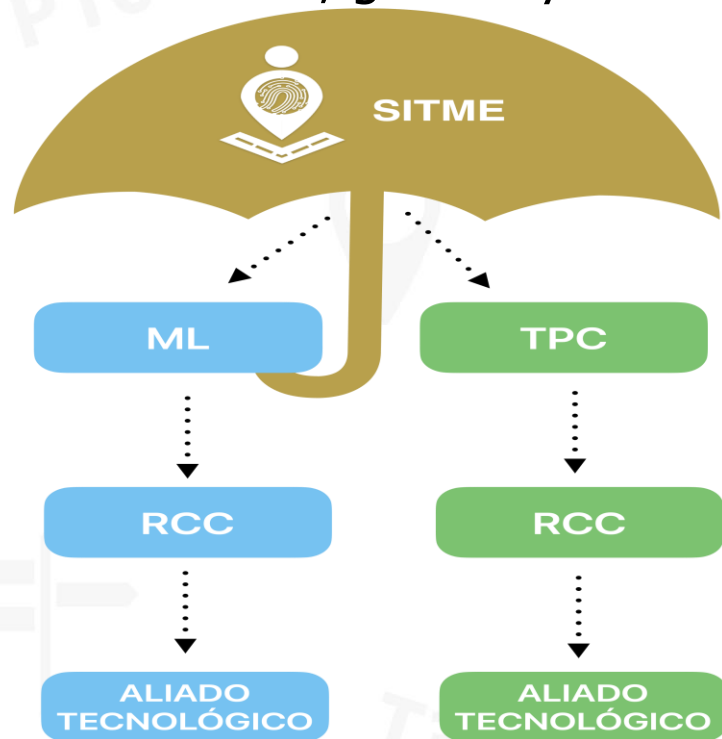 SITME
ML
TPC
RCC
RCC
ALIADO
TECNOLÓGICO
ALIADO
TECNOLÓGICO